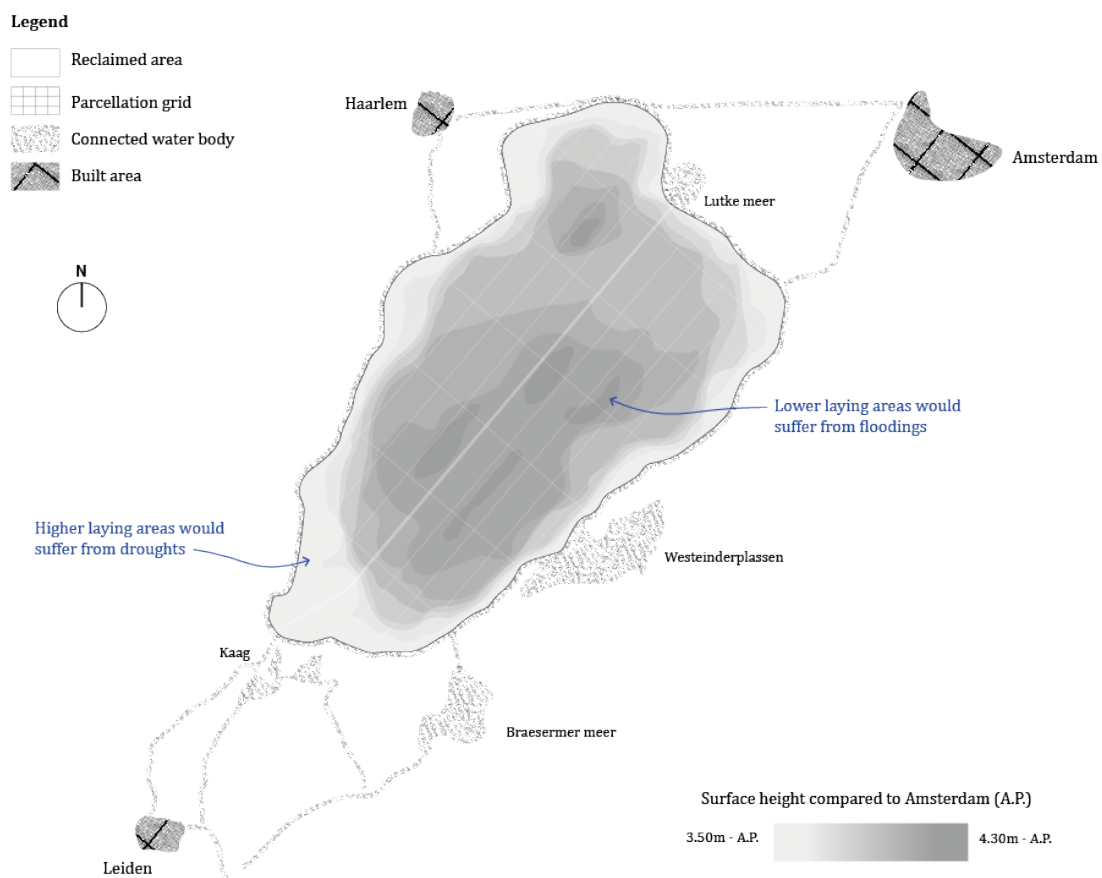 Legend
Reclaimed area
Parcellation grid
Connected water body
Built area
N
Haarlem
Amsterdam
Lutke meer
Lower laying areas would
suffer from floodings
Higher laying areas would
suffer from droughts
Westeinderplassen
Kaag
Braesermer meer
Leiden
Surface height compared to Amsterdam (A.P.)
3.50m - A.P.
4.30m - A.P.